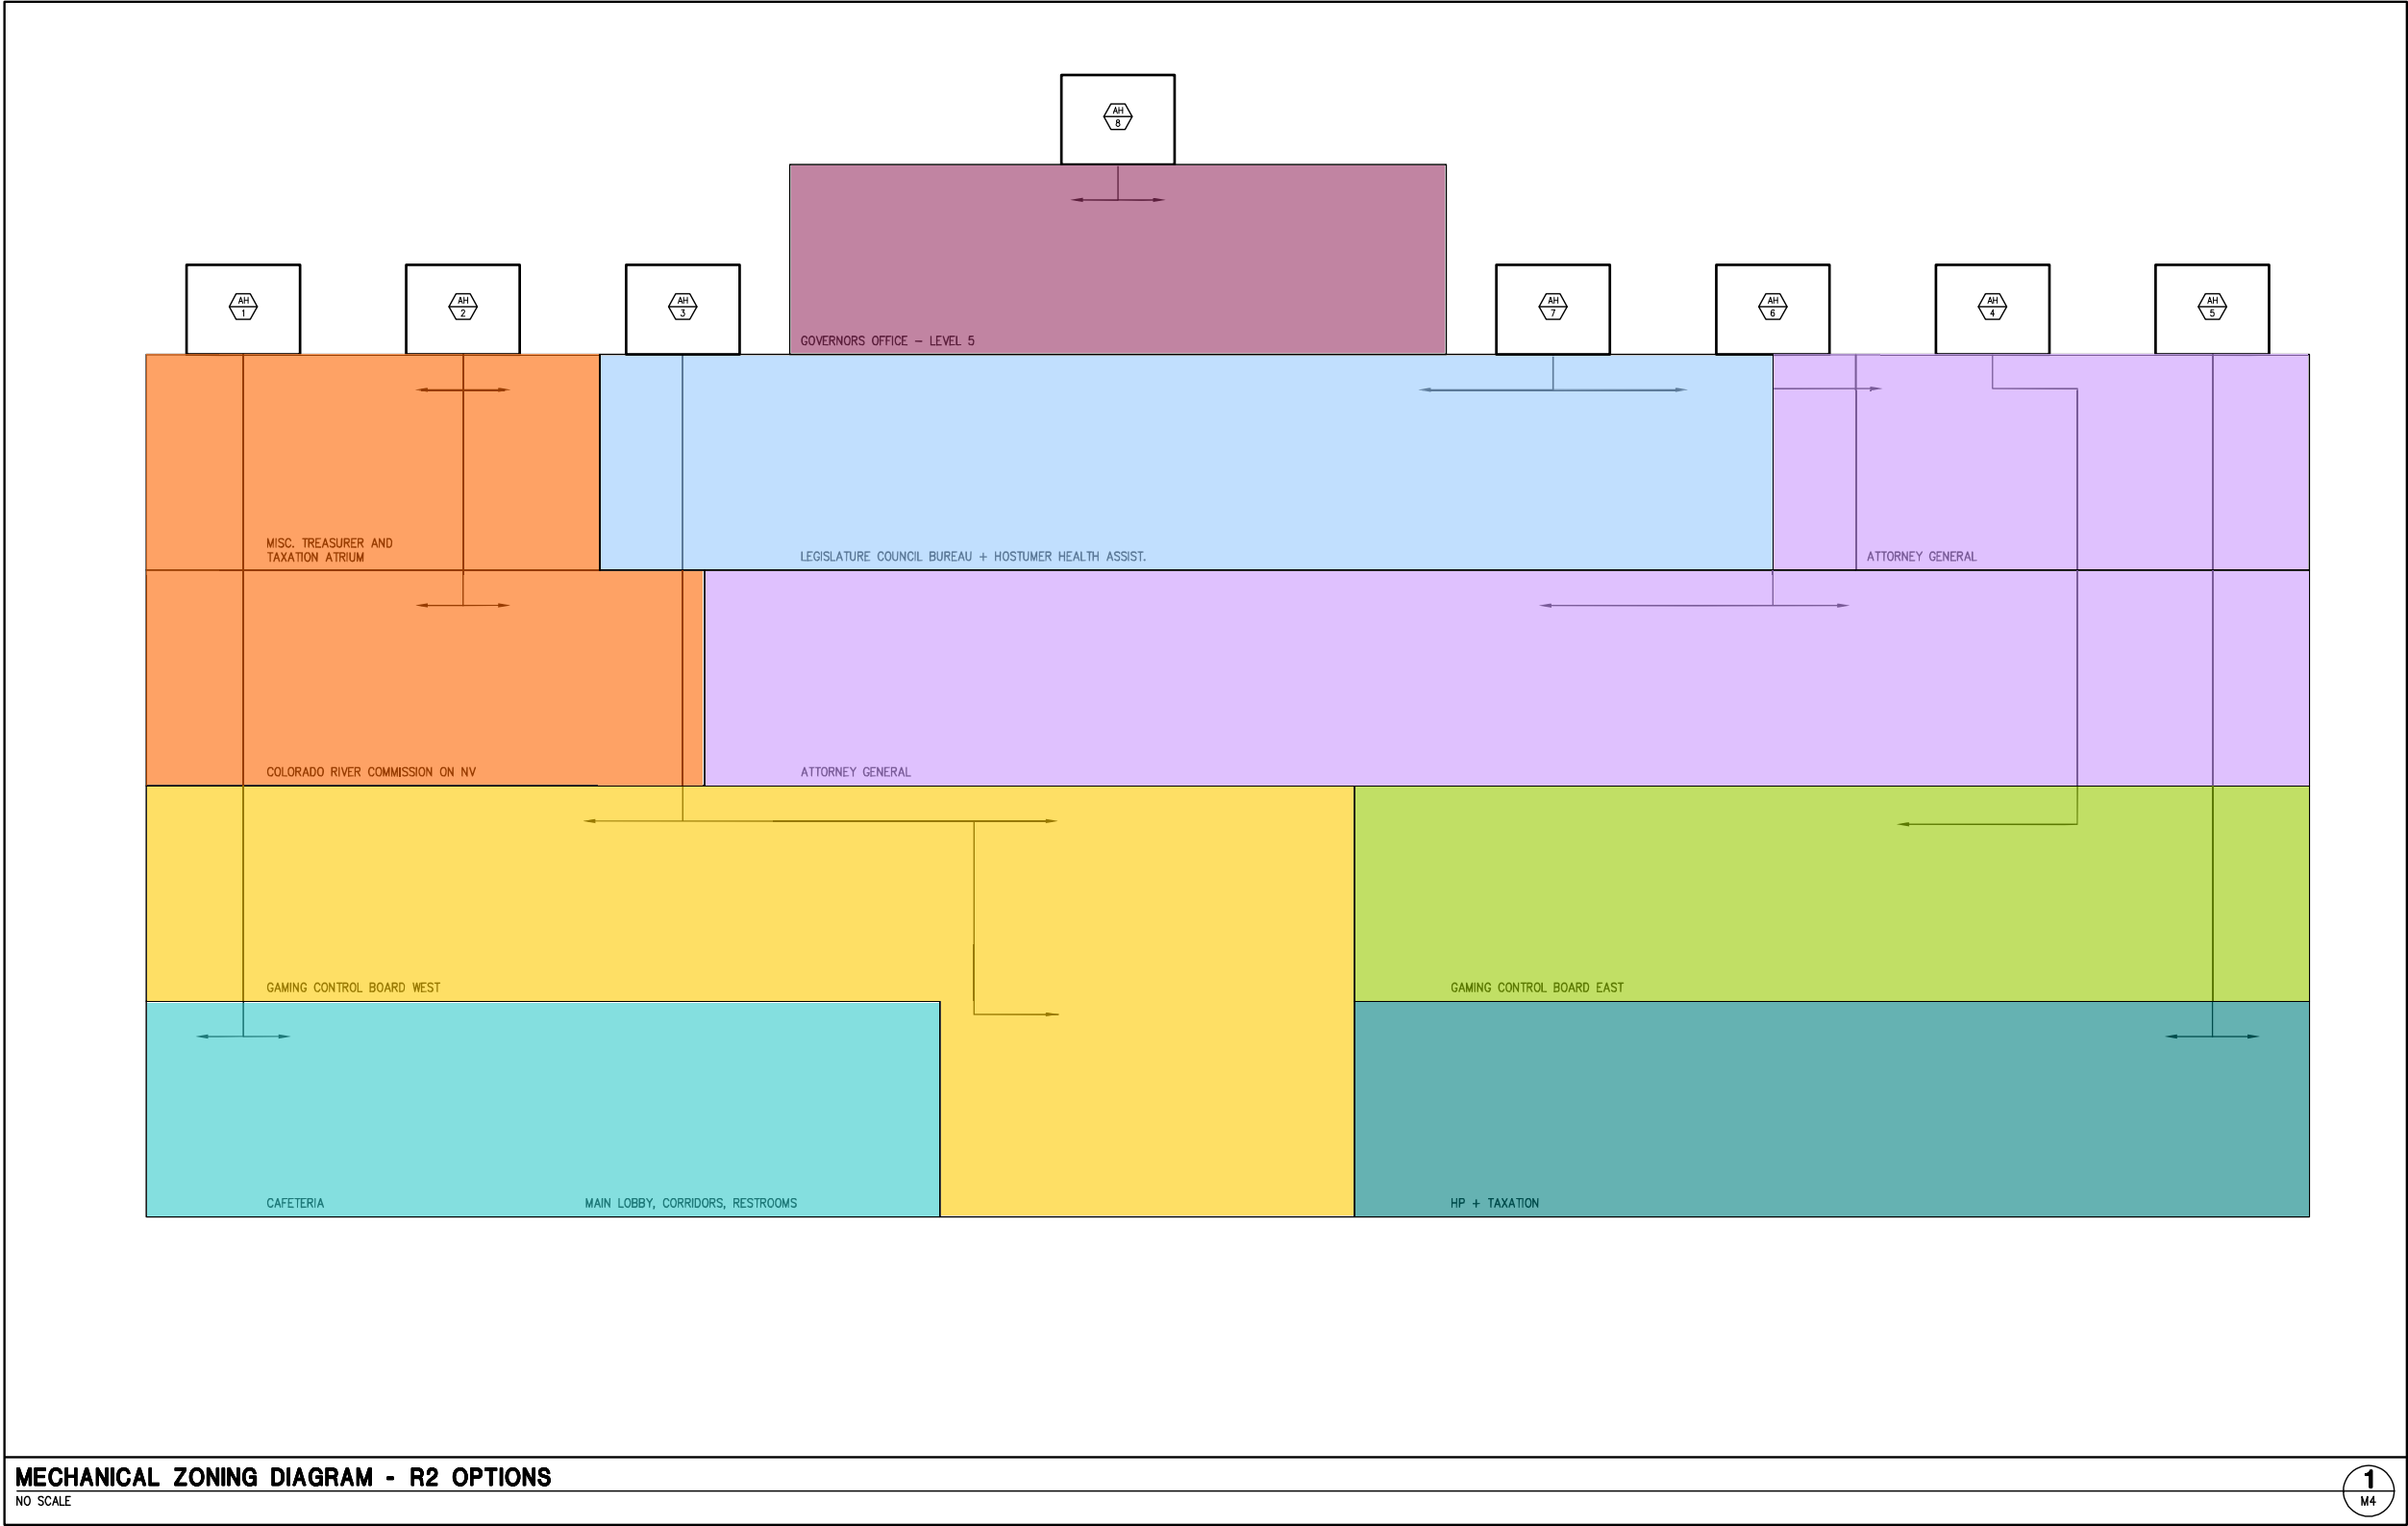 AH
8
GOVERNORS OFFICE - LEVEL 5
AH
1
AH
2
AH
3
AH
7
AH
6
AH
4
AH
5
MISC. TREASURER AND
TAXATION ATRIUM
LEGISLATURE COUNCIL BUREAU + HOSTUMER HEALTH ASSIST.
ATTORNEY GENERAL
COLORADO RIVER COMMISSION ON NV
ATTORNEY GENERAL
GAMING CONTROL BOARD WEST
GAMING CONTROL BOARD EAST
CAFETERIA
MAIN LOBBY, CORRIDORS, RESTROOMS
HP + TAXATION
MECHANICAL ZONING DIAGRAM - R2 OPTIONS
NO SCALE
1
M4